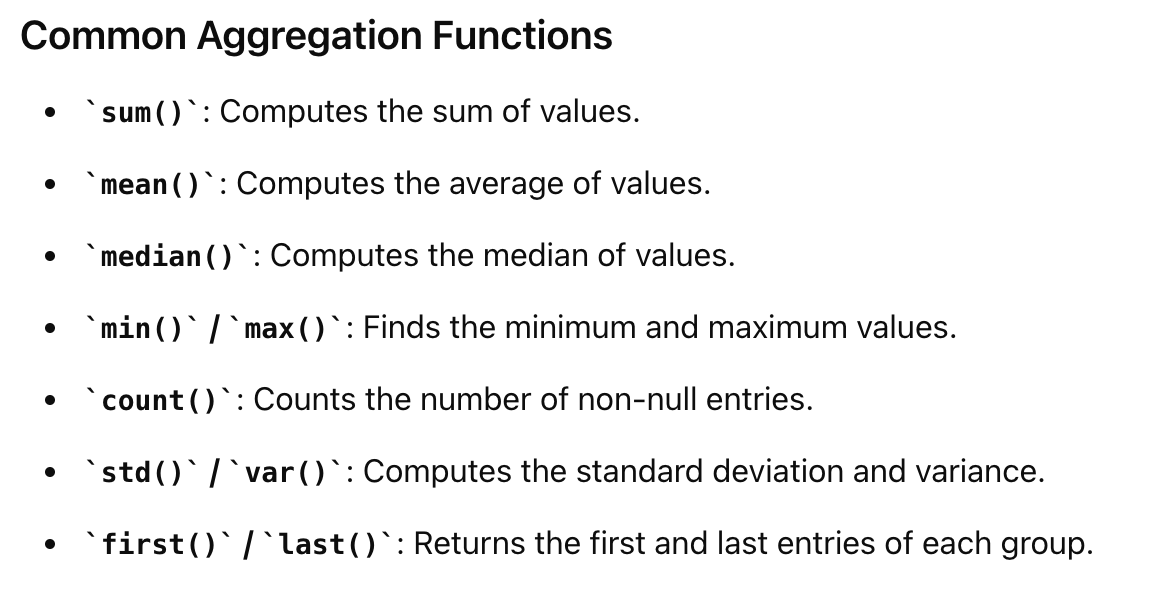 Common Aggregation Functions
• `sum()`: Computes the sum of values.
• `mean()`: Computes the average of values.
• `median()`: Computes the median of values.
• `min()` / `max()`: Finds the minimum and maximum values.
• `count()`: Counts the number of non-null entries.
• `std()` / `var()`: Computes the standard deviation and variance.
• `first()` / `last()`: Returns the first and last entries of each group.